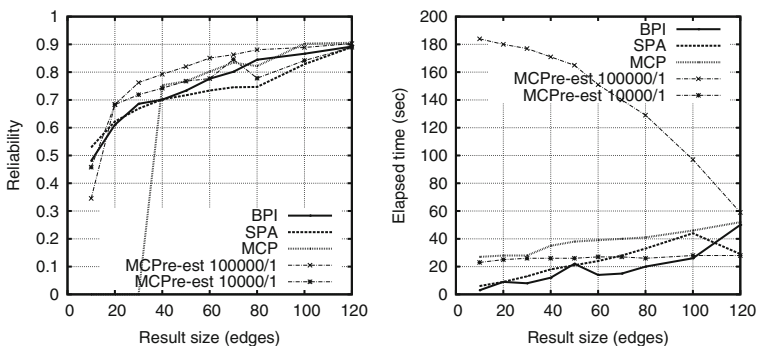 1
0.9
0.8
0.7
0.6
0.5
0.4
0.3
0.2
0.1
0
Reliability
BPI
SPA
MCP
MCPre-est 100000/1
MCPre-est 10000/1
0 20 40 60 80 100 120
Result size (edges)
200
180
160
140
120
100
80
60
40
20
0
Elapsed time (sec)
BPI
SPA
MCP
MCPre-est 100000/1
MCPre-est 10000/1
0 20 40 60 80 100 120
Result size (edges)